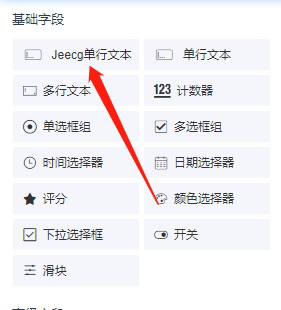 基础字段
Jeecg单行文本 单行文本
多行文本 123 计数器
单选框组 多选框组
时间选择器 日期选择器
评分 颜色选择器
下拉选择框 开关
滑块